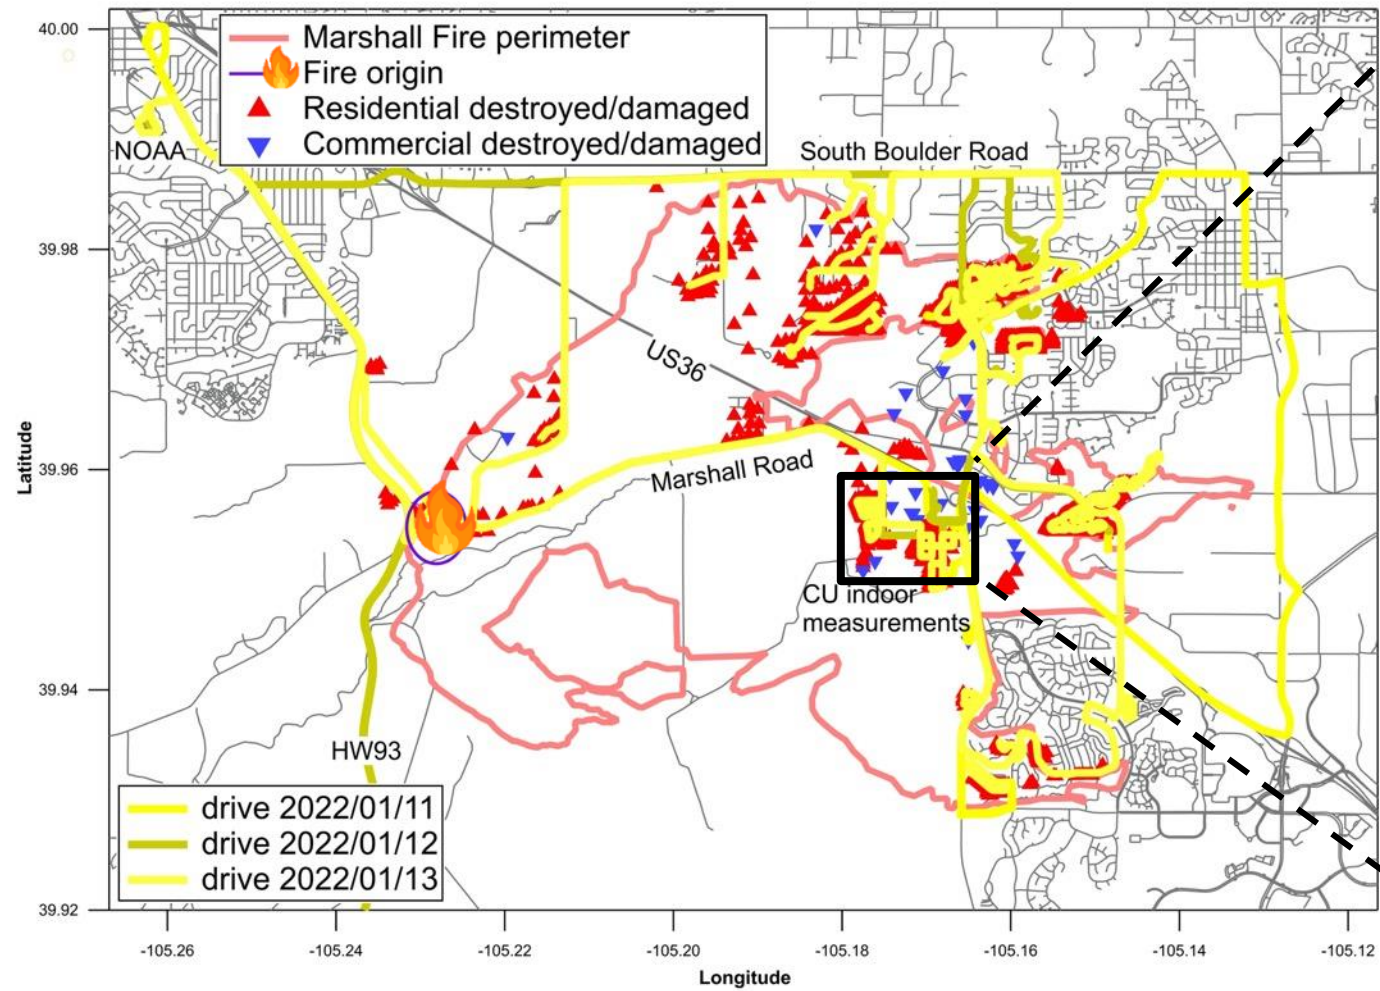 40.00
Marshall Fire perimeter
Fire origin
Residential destroyed/damaged
Commercial destroyed/damaged
NOAA
South Boulder Road
39.98
US36
Latitude
39.96
Marshall Road
CU indoor
measurements
39.94
HW93
drive 2022/01/11
drive 2022/01/12
drive 2022/01/13
39.92
-105.26
-105.24
-105.22
-105.20
-105.18
-105.16
-105.14
-105.12
Longitude